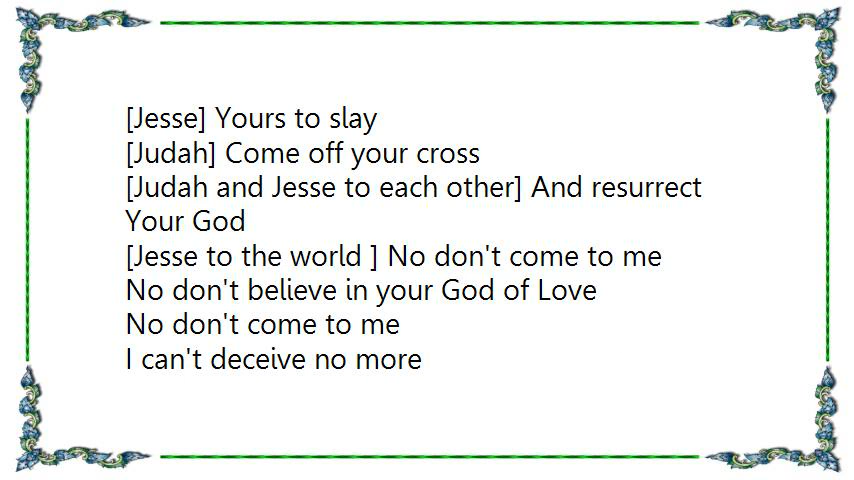 [Jesse] Yours to slay
[Judah] Come off your cross
[Judah and Jesse to each other] And resurrect
Your God
[Jesse to the world ] No don't come to me
No don't believe in your God of Love
No don't come to me
I can't deceive no more